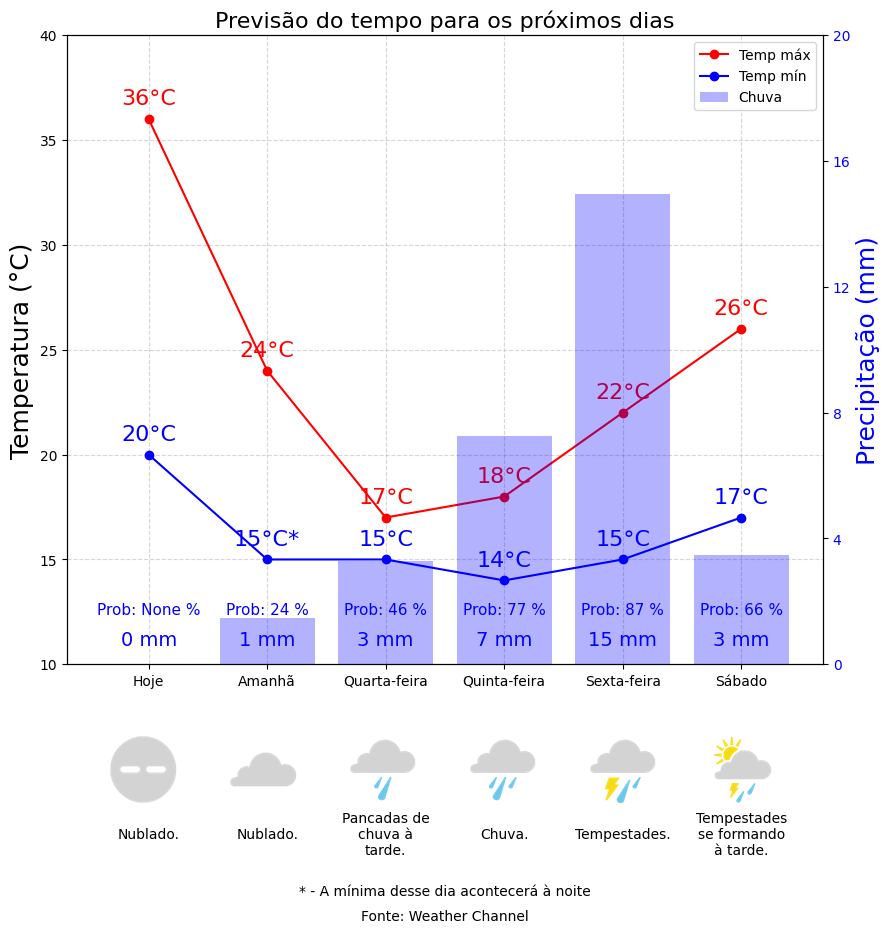 Previsão do tempo para os próximos dias
Temperatura (°C)
40
35
30
25
20
15
10
Precipitação (mm)
20
16
12
8
4
0
Temp máx
Temp mín
Chuva
36°C
24°C
17°C
18°C
22°C
26°C
20°C
15°C*
15°C
14°C
15°C
17°C
Prob: None %
Prob: 24 %
Prob: 46 %
Prob: 77 %
Prob: 87 %
Prob: 66 %
0 mm
1 mm
3 mm
7 mm
15 mm
3 mm
Hoje
Amanhã
Quarta-feira
Quinta-feira
Sexta-feira
Sábado
Nublado.
Nublado.
Pancadas de
chuva à
tarde.
Chuva.
Tempestades.
Tempestades
se formando
à tarde.
* - A mínima desse dia acontecerá à noite
Fonte: Weather Channel